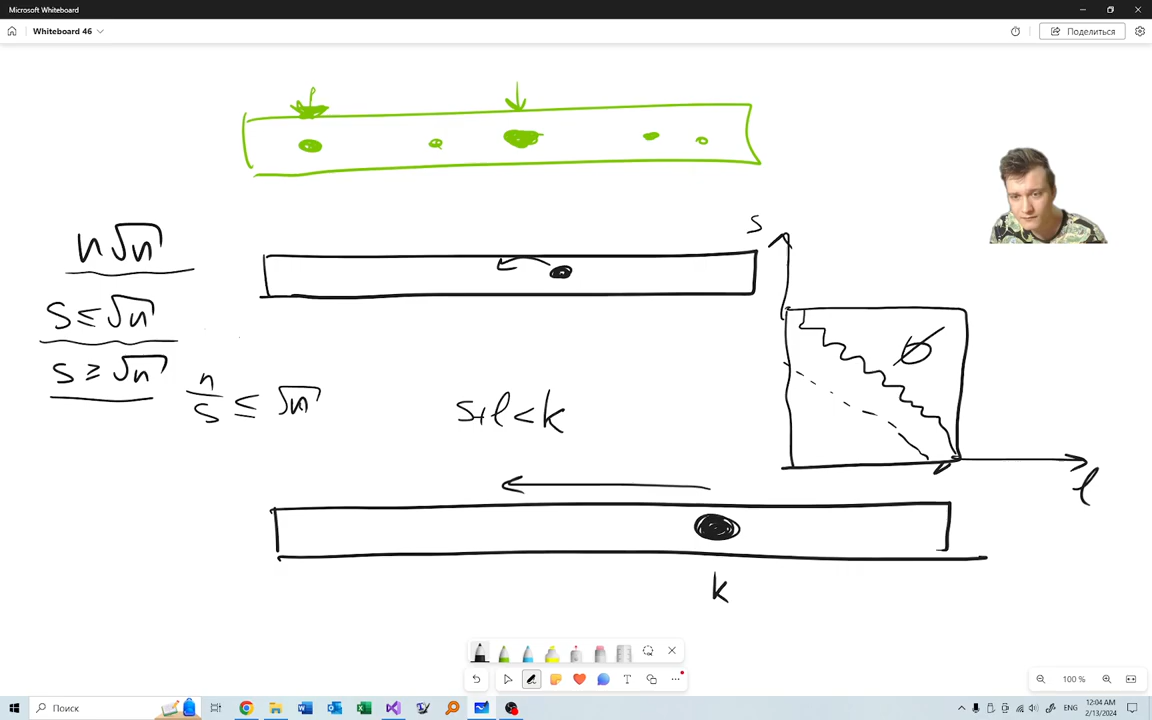 Microsoft Whiteboard
Whiteboard 46
Поделиться
n√n
s ≤ √n
s ≥ √n
n/s ≤ √n
s+l<k
s
ø
l
k
100 %
Поиск
ENG
12:04 AM
2/13/2024